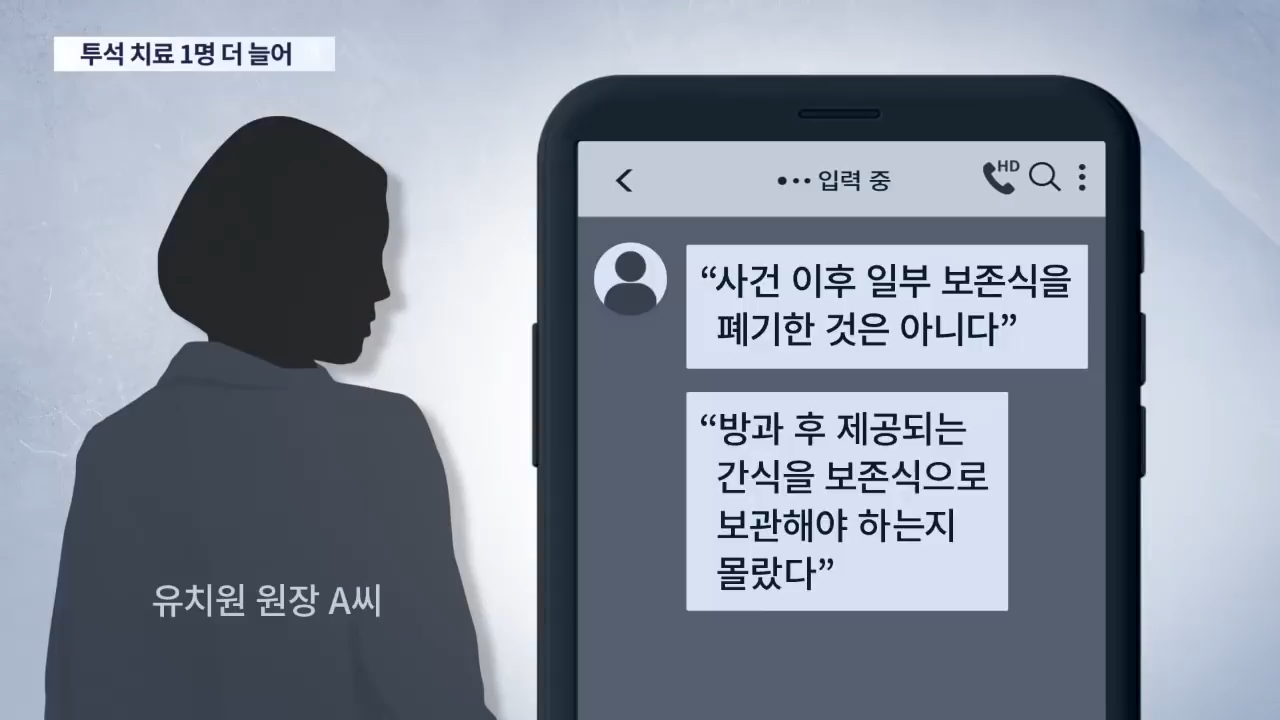 투석 치료 1명 더 늘어
••• 입력 중
HD
“사건 이후 일부 보존식을
폐기한 것은 아니다”
“방과 후 제공되는
간식을 보존식으로
보관해야 하는지
몰랐다”
유치원 원장 A씨